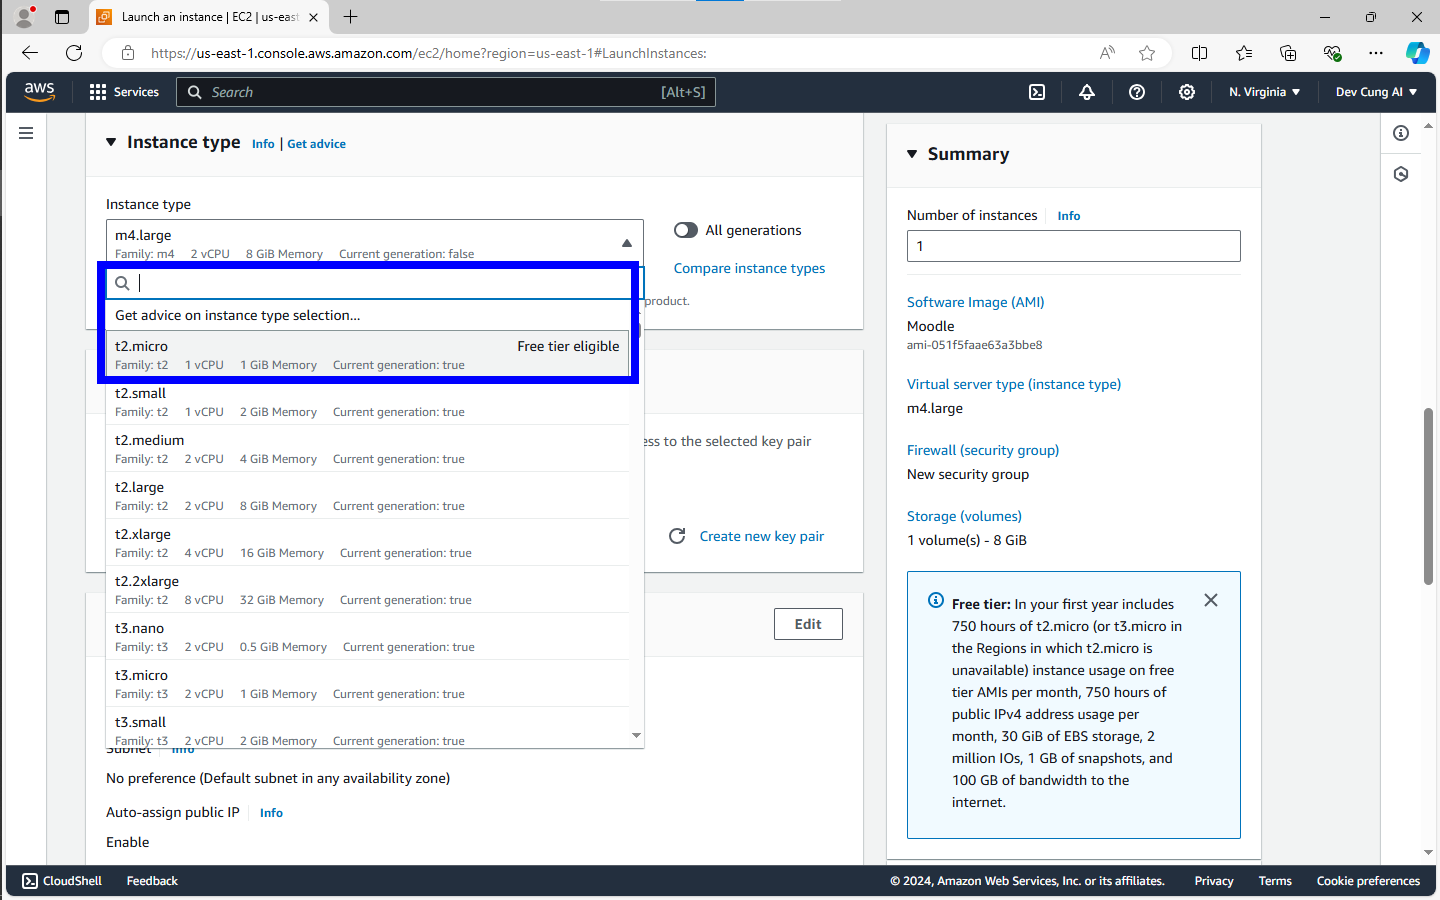 Launch an instance | EC2 | us-eas
https://us-east-1.console.aws.amazon.com/ec2/home?region=us-east-1#LaunchInstances:
aws
Services
Search
[Alt+S]
N. Virginia
Dev Cung AI
Instance type
Info | Get advice
Instance type
m4.large
Family: m4 2 vCPU 8 GiB Memory Current generation: false
All generations
Compare instance types
product.
Get advice on instance type selection...
t2.micro
Free tier eligible
Family: t2 1 vCPU 1 GiB Memory Current generation: true
t2.small
Family: t2 1 vCPU 2 GiB Memory Current generation: true
t2.medium
Family: t2 2 vCPU 4 GiB Memory Current generation: true
t2.large
Family: t2 2 vCPU 8 GiB Memory Current generation: true
t2.xlarge
Family: t2 4 vCPU 16 GiB Memory Current generation: true
t2.2xlarge
Family: t2 8 vCPU 32 GiB Memory Current generation: true
t3.nano
Family: t3 2 vCPU 0.5 GiB Memory Current generation: true
t3.micro
Family: t3 2 vCPU 1 GiB Memory Current generation: true
t3.small
Family: t3 2 vCPU 2 GiB Memory Current generation: true
ess to the selected key pair
Create new key pair
Edit
Subnet Info
No preference (Default subnet in any availability zone)
Auto-assign public IP Info
Enable
Summary
Number of instances Info
1
Software Image (AMI)
Moodle
ami-051f5faae63a3bbe8
Virtual server type (instance type)
m4.large
Firewall (security group)
New security group
Storage (volumes)
1 volume(s) - 8 GiB
Free tier: In your first year includes
750 hours of t2.micro (or t3.micro in
the Regions in which t2.micro is
unavailable) instance usage on free
tier AMIs per month, 750 hours of
public IPv4 address usage per
month, 30 GiB of EBS storage, 2
million IOs, 1 GB of snapshots, and
100 GB of bandwidth to the
internet.
CloudShell
Feedback
© 2024, Amazon Web Services, Inc. or its affiliates.
Privacy
Terms
Cookie preferences